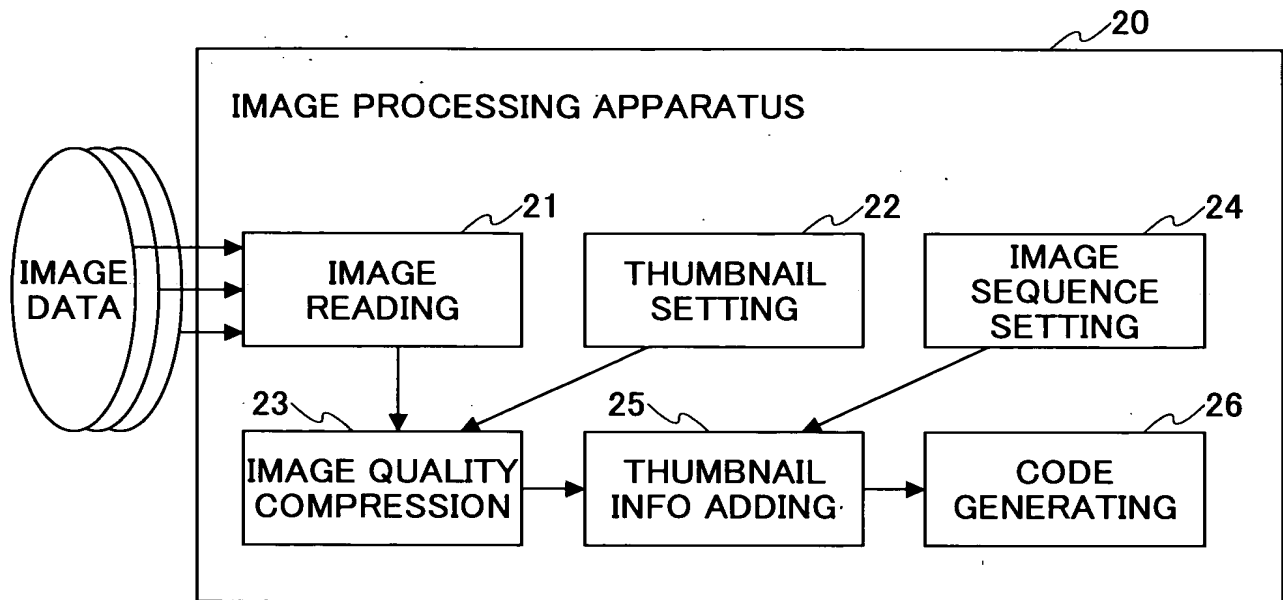 20
IMAGE PROCESSING APPARATUS
IMAGE
DATA
21
IMAGE
READING
22
THUMBNAIL
SETTING
24
IMAGE
SEQUENCE
SETTING
23
IMAGE QUALITY
COMPRESSION
25
THUMBNAIL
INFO ADDING
26
CODE
GENERATING